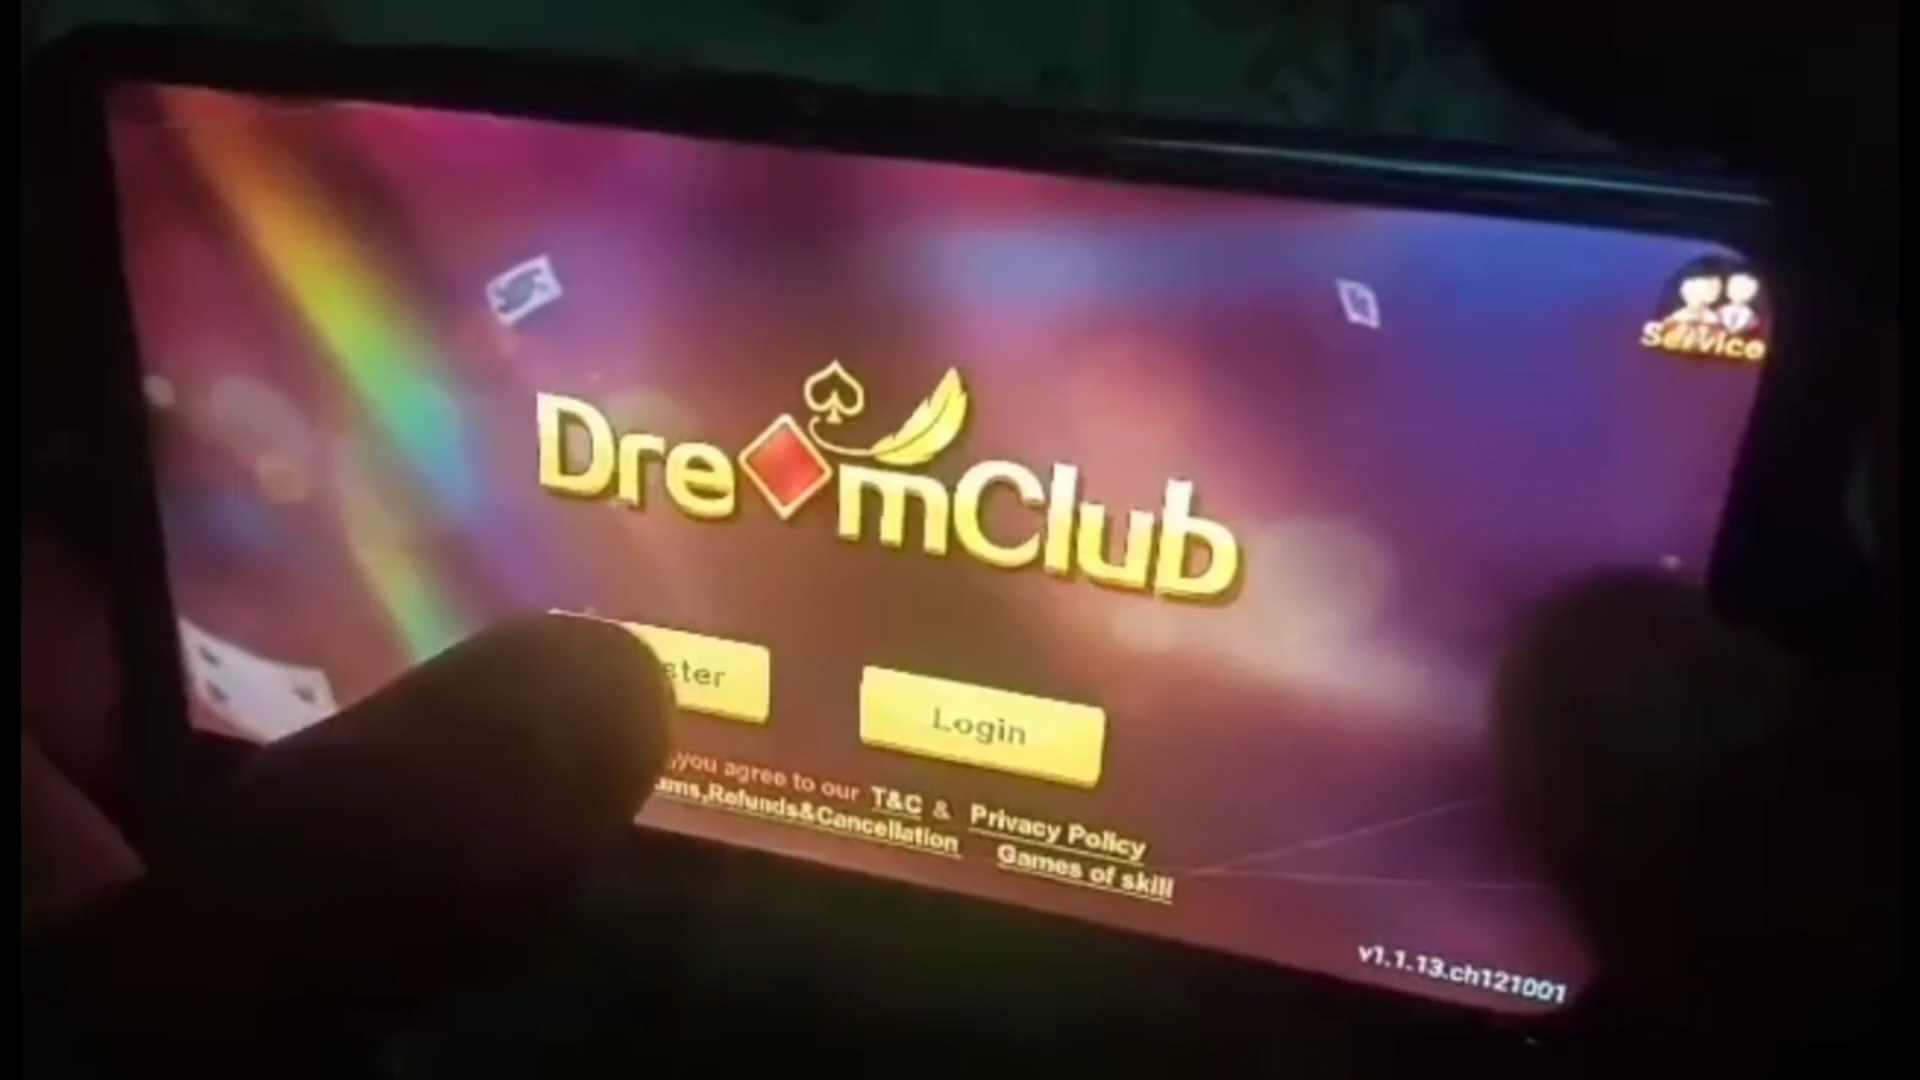 Service
DreamClub
Login
you agree to our T&C & Privacy Policy
Refunds&Cancellation Games of skill
v1.1.13.ch121001